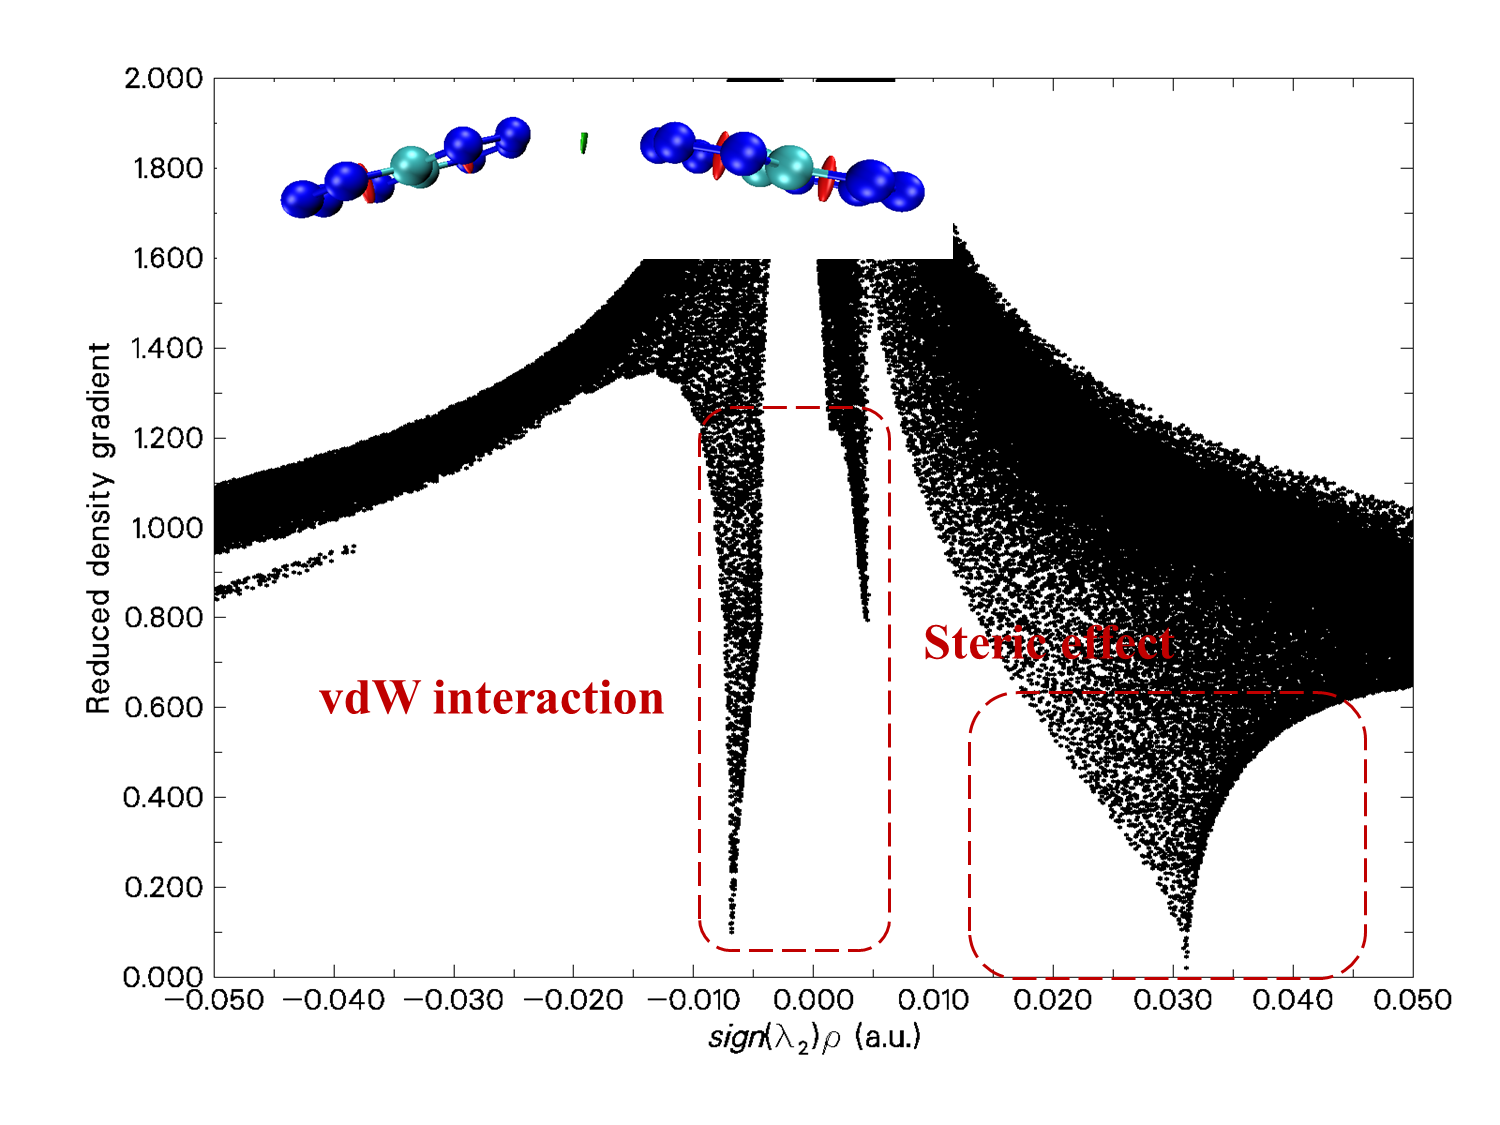 2.000
1.800
1.600
1.400
1.200
1.000
0.800
0.600
0.400
0.200
0.000
Reduced density gradient
vdW interaction
Steric effect
−0.050 −0.040 −0.030 −0.020 −0.010 0.000 0.010 0.020 0.030 0.040 0.050
sign(λ₂)ρ (a.u.)